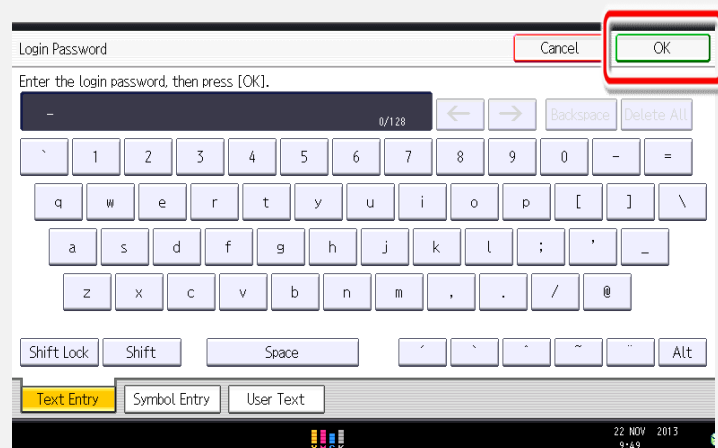 Login Password Cancel OK
Enter the login password, then press [OK].
_ 0/128 ← → Backspace Delete All
` 1 2 3 4 5 6 7 8 9 0 - =
q w e r t y u i o p [ ] \
a s d f g h j k l ; ' _
z x c v b n m , . / @
Shift Lock Shift Space ´ ` ^ ~ ¨ Alt
Text Entry Symbol Entry User Text
22 NOV 2013
9:49